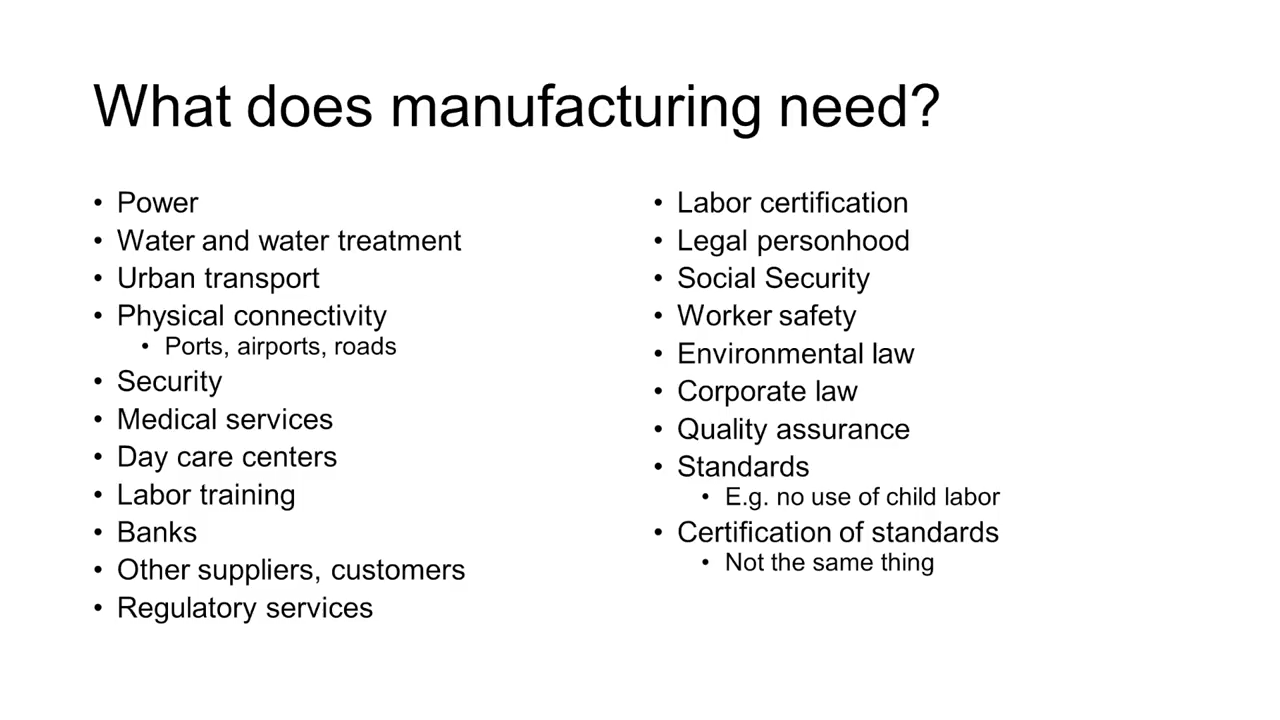 What does manufacturing need?
• Power
• Water and water treatment
• Urban transport
• Physical connectivity
• Ports, airports, roads
• Security
• Medical services
• Day care centers
• Labor training
• Banks
• Other suppliers, customers
• Regulatory services
• Labor certification
• Legal personhood
• Social Security
• Worker safety
• Environmental law
• Corporate law
• Quality assurance
• Standards
• E.g. no use of child labor
• Certification of standards
• Not the same thing